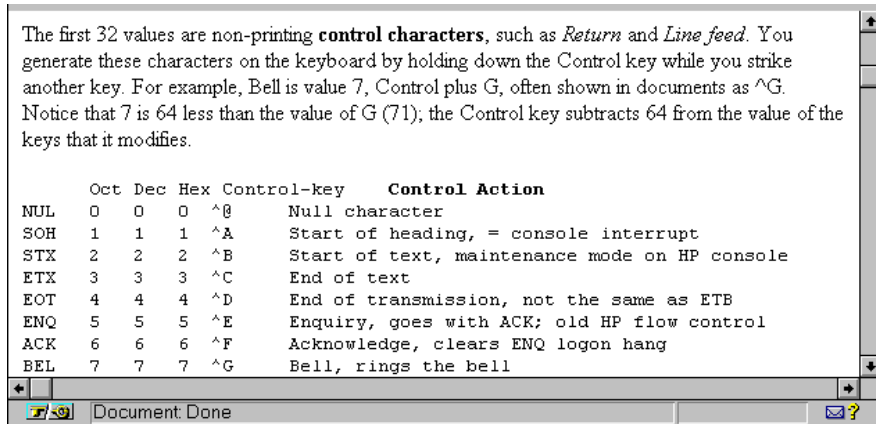 The first 32 values are non-printing control characters, such as Return and Line feed. You
generate these characters on the keyboard by holding down the Control key while you strike
another key. For example, Bell is value 7, Control plus G, often shown in documents as ^G.
Notice that 7 is 64 less than the value of G (71); the Control key subtracts 64 from the value of the
keys that it modifies.
Oct Dec Hex Control-key Control Action
NUL 0 0 0 ^@ Null character
SOH 1 1 1 ^A Start of heading, = console interrupt
STX 2 2 2 ^B Start of text, maintenance mode on HP console
ETX 3 3 3 ^C End of text
EOT 4 4 4 ^D End of transmission, not the same as ETB
ENQ 5 5 5 ^E Enquiry, goes with ACK; old HP flow control
ACK 6 6 6 ^F Acknowledge, clears ENQ logon hang
BEL 7 7 7 ^G Bell, rings the bell
Document: Done